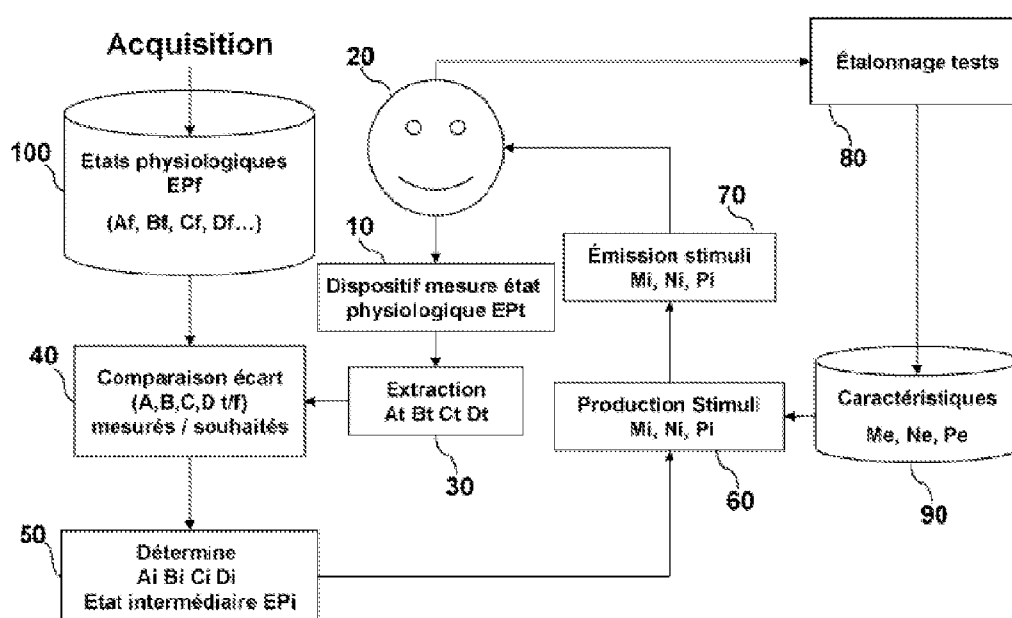 Acquisition
20
Étalonnage tests
80
100
Etats physiologiques
EPf
(Af, Bf, Cf, Df...)
10
Dispositif mesure état
physiologique EPt
70
Émission stimuli
Mi, Ni, Pi
40
Comparaison écart
(A,B,C,D t/f)
mesurés / souhaités
Extraction
At Bt Ct Dt
30
Production Stimuli
Mi, Ni, Pi
60
Caractéristiques
Me, Ne, Pe
90
50
Détermine
Ai Bi Ci Di
Etat intermédiaire EPi